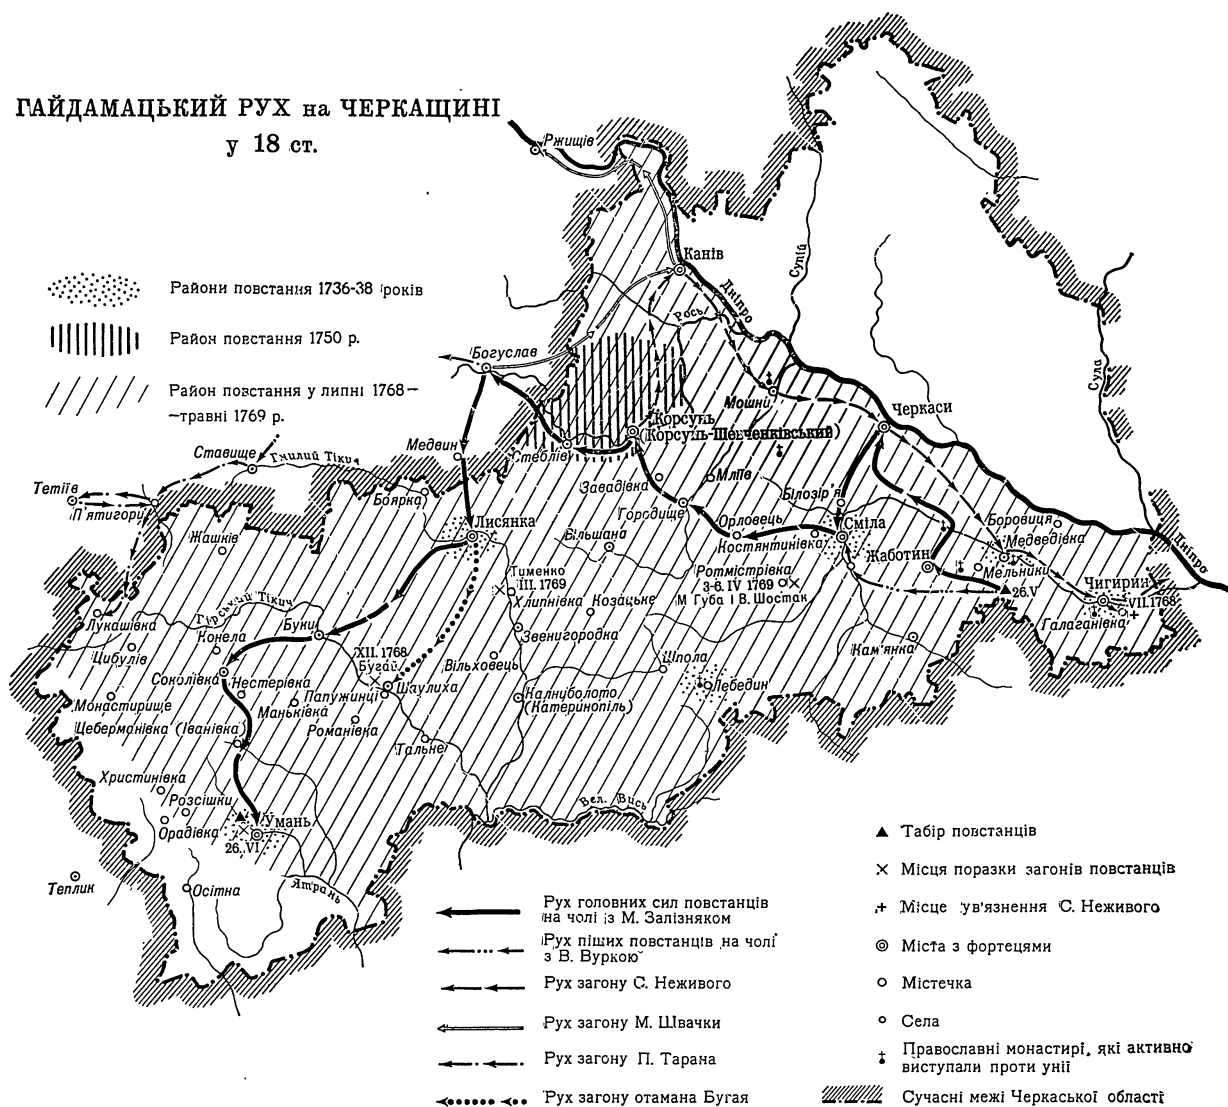 ГАЙДАМАЦЬКИЙ РУХ на ЧЕРКАЩИНІ
у 18 ст.
Райони повстання 1736-38 років
Район повстання 1750 р.
Район повстання у липні 1768—
—травні 1769 р.
Ржищів
Канів
Дніпро
Рось
Супій
Сула
Богуслав
Мошни
Черкаси
Корсунь
(Корсунь-Шевченківський)
Стеблів
Медвин
Ставище
Гнилий Тікич
Тетіїв
П'ятигори
Боярка
Завадівка
Мліїв
Білозір'я
Городище
Орловець
Сміла
Лисянка
Жашків
Вільшана
Костянтинівка
Жаботин
Боровиця
Медведівка
Мельники
Дніпро
Тименко
III. 1769
Ротмістрівка
3-6. IV 1769
М Губа і В. Шостак
26.V
Чигирин
VII. 1768
Галаганівка
Хлипнівка
Козацьке
Лукашівка
Гірський Тікич
Буки
Конела
Звенигородка
Цибулів
XII. 1768
Бугай
Вільховець
Шпола
Кам'янка
Соколівка
Нестерівка
Папужинці
Шаулиха
Лебедин
Монастирище
Маньківка
Калниболото
(Катеринопіль)
Цеберманівка (Іванівка)
Романівка
Тальне
Христинівка
Розсішки
Орадівка
Умань
26. VI
Вел. Вись
Теплик
Осітна
Ятрань
Рух головних сил повстанців
на чолі із М. Залізняком
Рух піших повстанців на чолі
з В. Вуркою
Рух загону С. Неживого
Рух загону М. Швачки
Рух загону П. Тарана
Рух загону отамана Бугая
Табір повстанців
Місця поразки загонів повстанців
Місце ув'язнення С. Неживого
Міста з фортецями
Містечка
Села
Православні монастирі, які активно
виступали проти унії
Сучасні межі Черкаської області